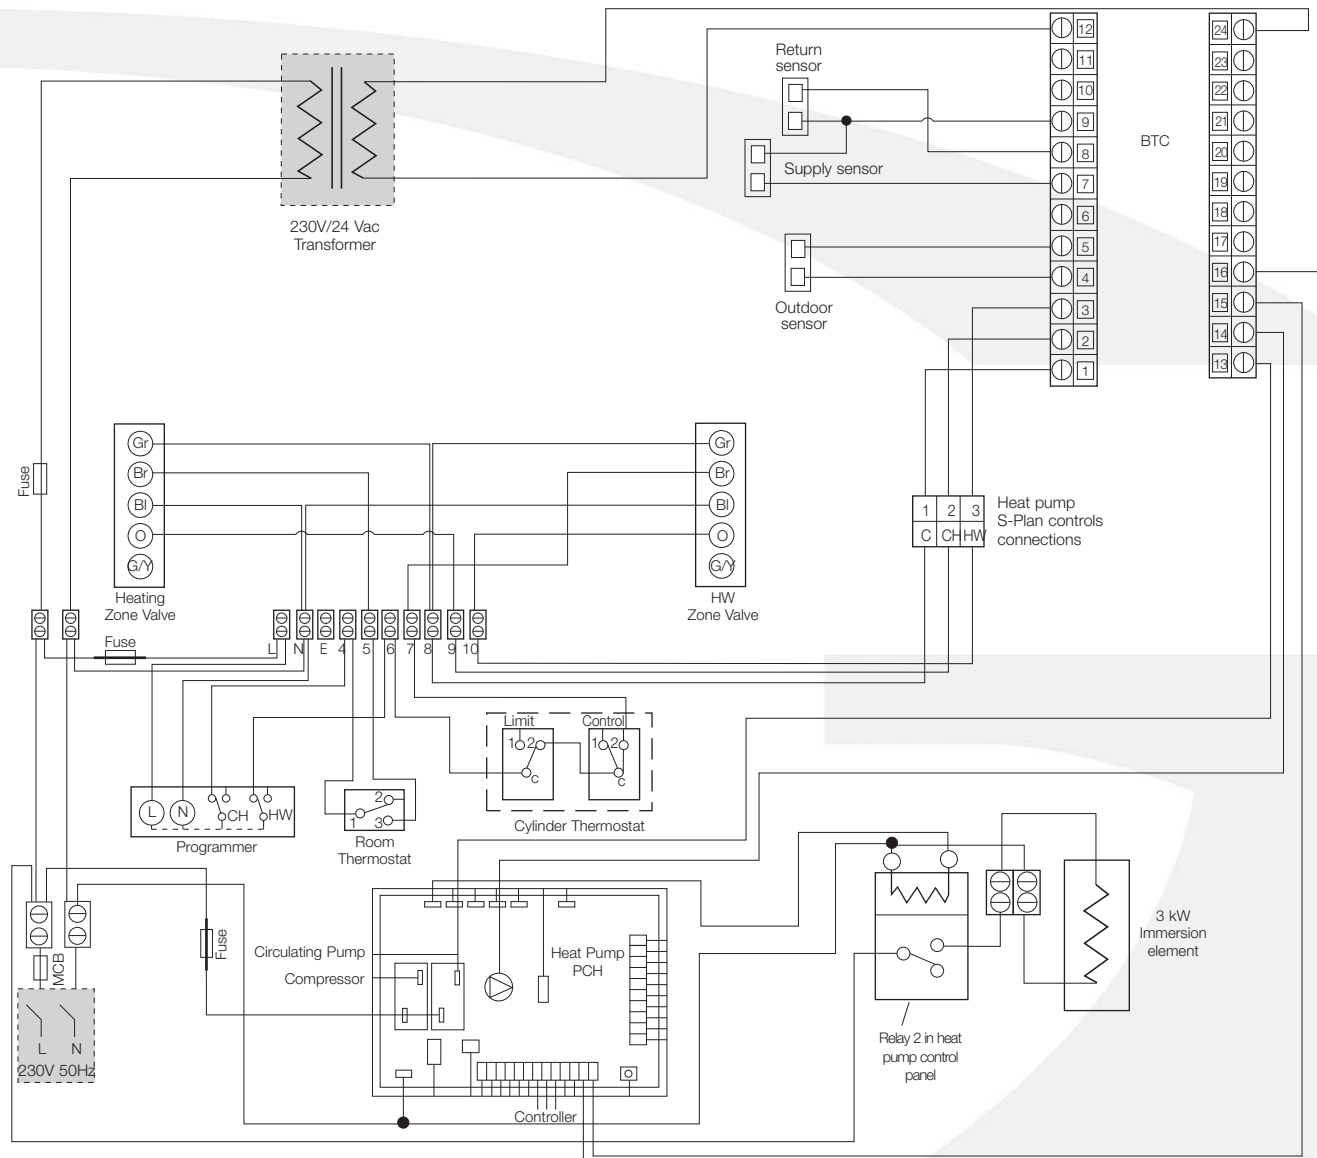 Return
sensor
12
11
10
9
8
7
6
5
4
3
2
1
BTC
24
23
22
21
20
19
18
17
16
15
14
13
Supply sensor
230V/24 Vac
Transformer
Outdoor
sensor
Fuse
Gr
Br
Bl
O
G/Y
Heating
Zone Valve
Gr
Br
Bl
O
G/Y
HW
Zone Valve
1 2 3
C CH HW
Heat pump
S-Plan controls
connections
Fuse
L N E 4 5 6 7 8 9 10
Limit
1 2
C
Control
1 2
C
Cylinder Thermostat
L N CH HW
Programmer
2
1 3
Room
Thermostat
Fuse
MCB
L N
230V 50Hz
Circulating Pump
Compressor
Heat Pump
PCH
Controller
Relay 2 in heat
pump control
panel
3 kW
Immersion
element